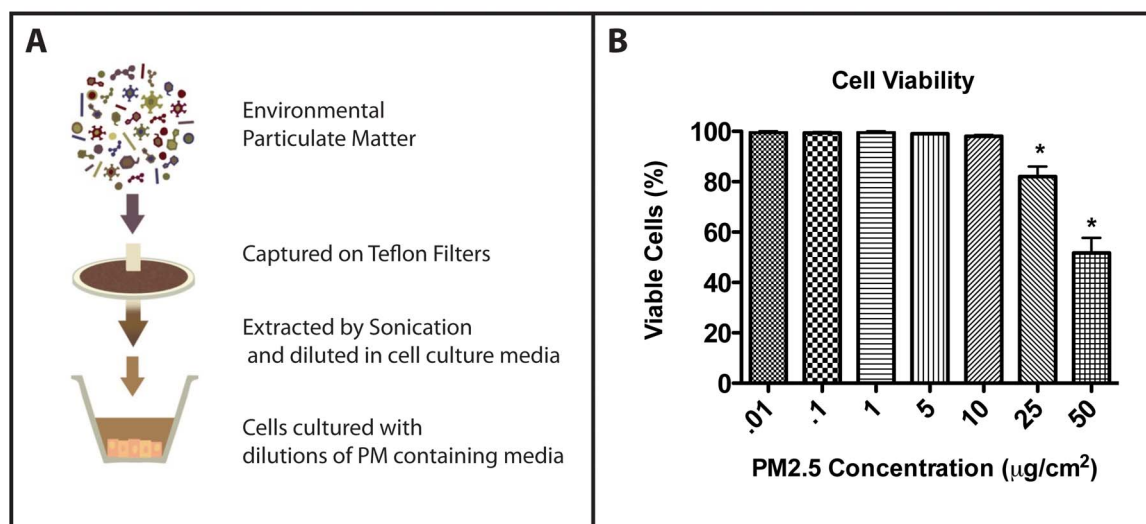 A
Environmental
Particulate Matter
Captured on Teflon Filters
Extracted by Sonication
and diluted in cell culture media
Cells cultured with
dilutions of PM containing media
B
Cell Viability
Viable Cells (%)
100
80
60
40
20
0
*
*
.01
.1
1
5
10
25
50
PM2.5 Concentration (μg/cm²)